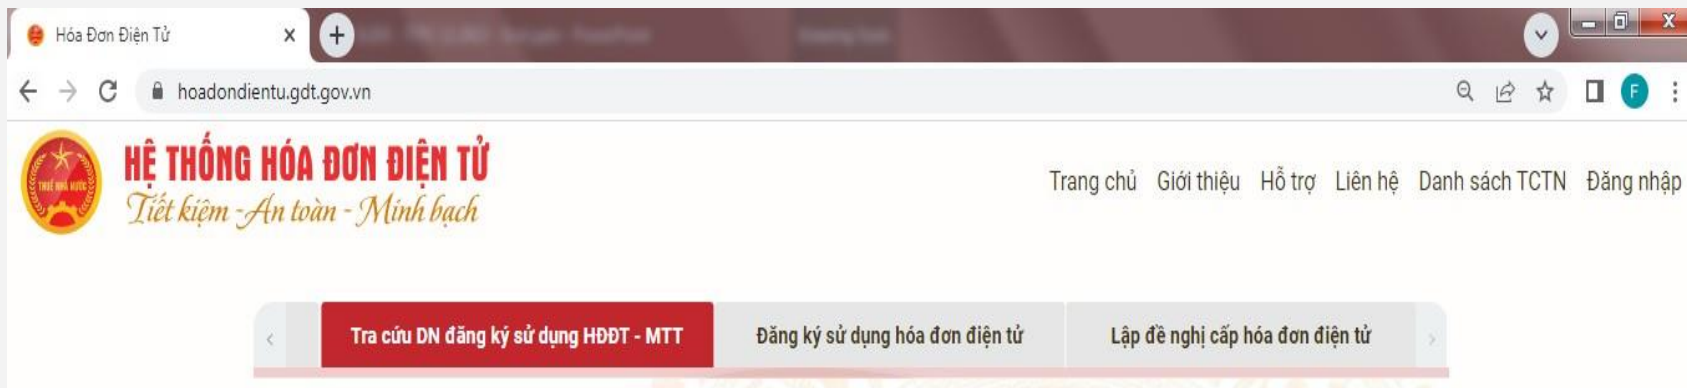 Hóa Đơn Điện Tử
hoadondientu.gdt.gov.vn
F
THUẾ NHÀ NƯỚC
HỆ THỐNG HÓA ĐƠN ĐIỆN TỬ
Tiết kiệm - An toàn - Minh bạch
Trang chủ Giới thiệu Hỗ trợ Liên hệ Danh sách TCTN Đăng nhập
Tra cứu DN đăng ký sử dụng HĐĐT - MTT Đăng ký sử dụng hóa đơn điện tử Lập đề nghị cấp hóa đơn điện tử